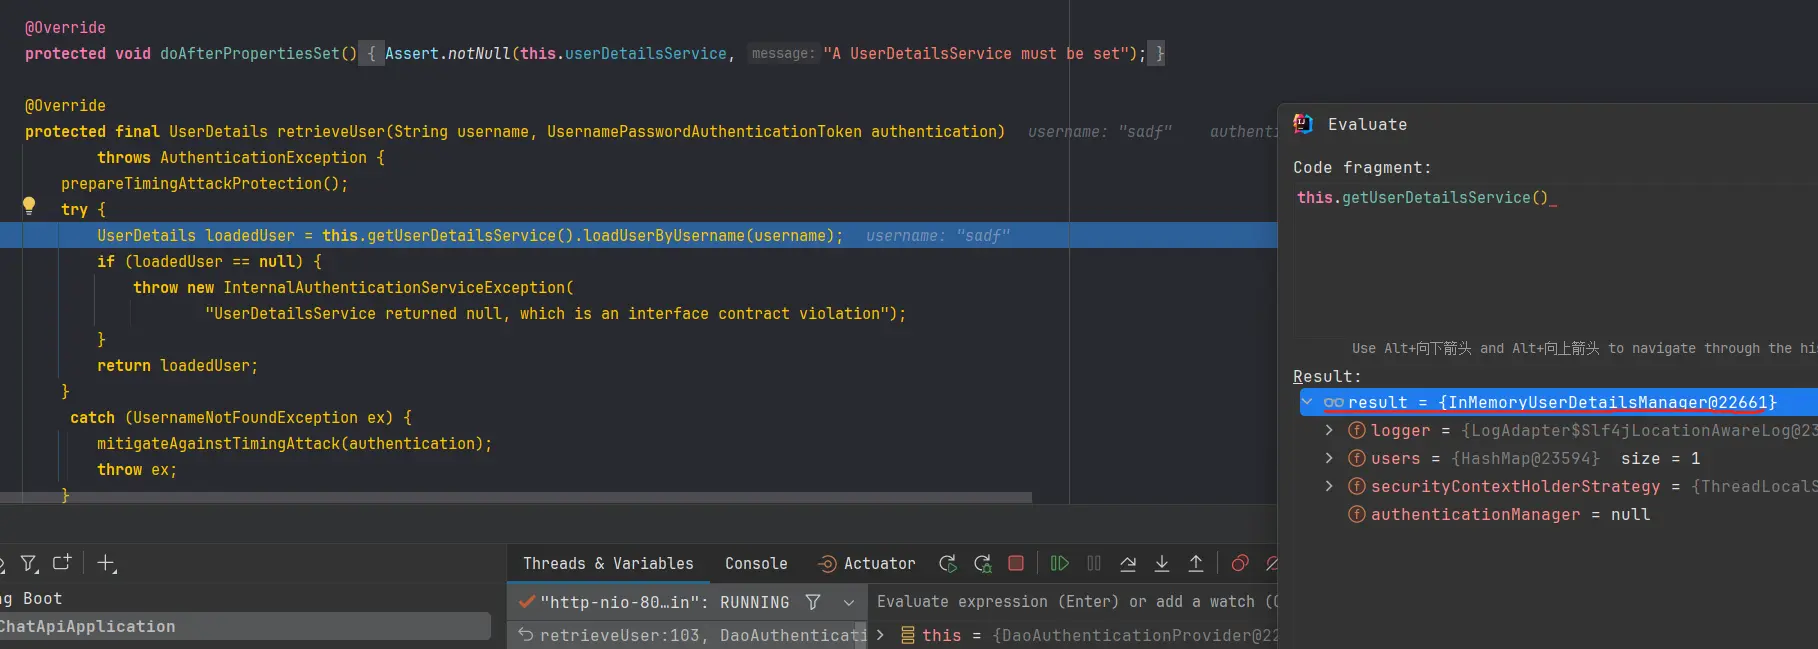 @Override
protected void doAfterPropertiesSet() { Assert.notNull(this.userDetailsService, message: "A UserDetailsService must be set"); }
@Override
protected final UserDetails retrieveUser(String username, UsernamePasswordAuthenticationToken authentication) username: "sadf" authenti
throws AuthenticationException {
prepareTimingAttackProtection();
try {
UserDetails loadedUser = this.getUserDetailsService().loadUserByUsername(username); username: "sadf"
if (loadedUser == null) {
throw new InternalAuthenticationServiceException(
"UserDetailsService returned null, which is an interface contract violation");
}
return loadedUser;
}
catch (UsernameNotFoundException ex) {
mitigateAgainstTimingAttack(authentication);
throw ex;
}
Evaluate
Code fragment:
this.getUserDetailsService()
Use Alt+向下箭头 and Alt+向上箭头 to navigate through the hi
Result:
result = {InMemoryUserDetailsManager@22661}
logger = {LogAdapter$Slf4jLocationAwareLog@23
users = {HashMap@23594} size = 1
securityContextHolderStrategy = {ThreadLocalS
authenticationManager = null
Threads & Variables Console Actuator
ng Boot
ChatApiApplication
"http-nio-80…in": RUNNING
retrieveUser:103, DaoAuthenticati
Evaluate expression (Enter) or add a watch (
this = {DaoAuthenticationProvider@22